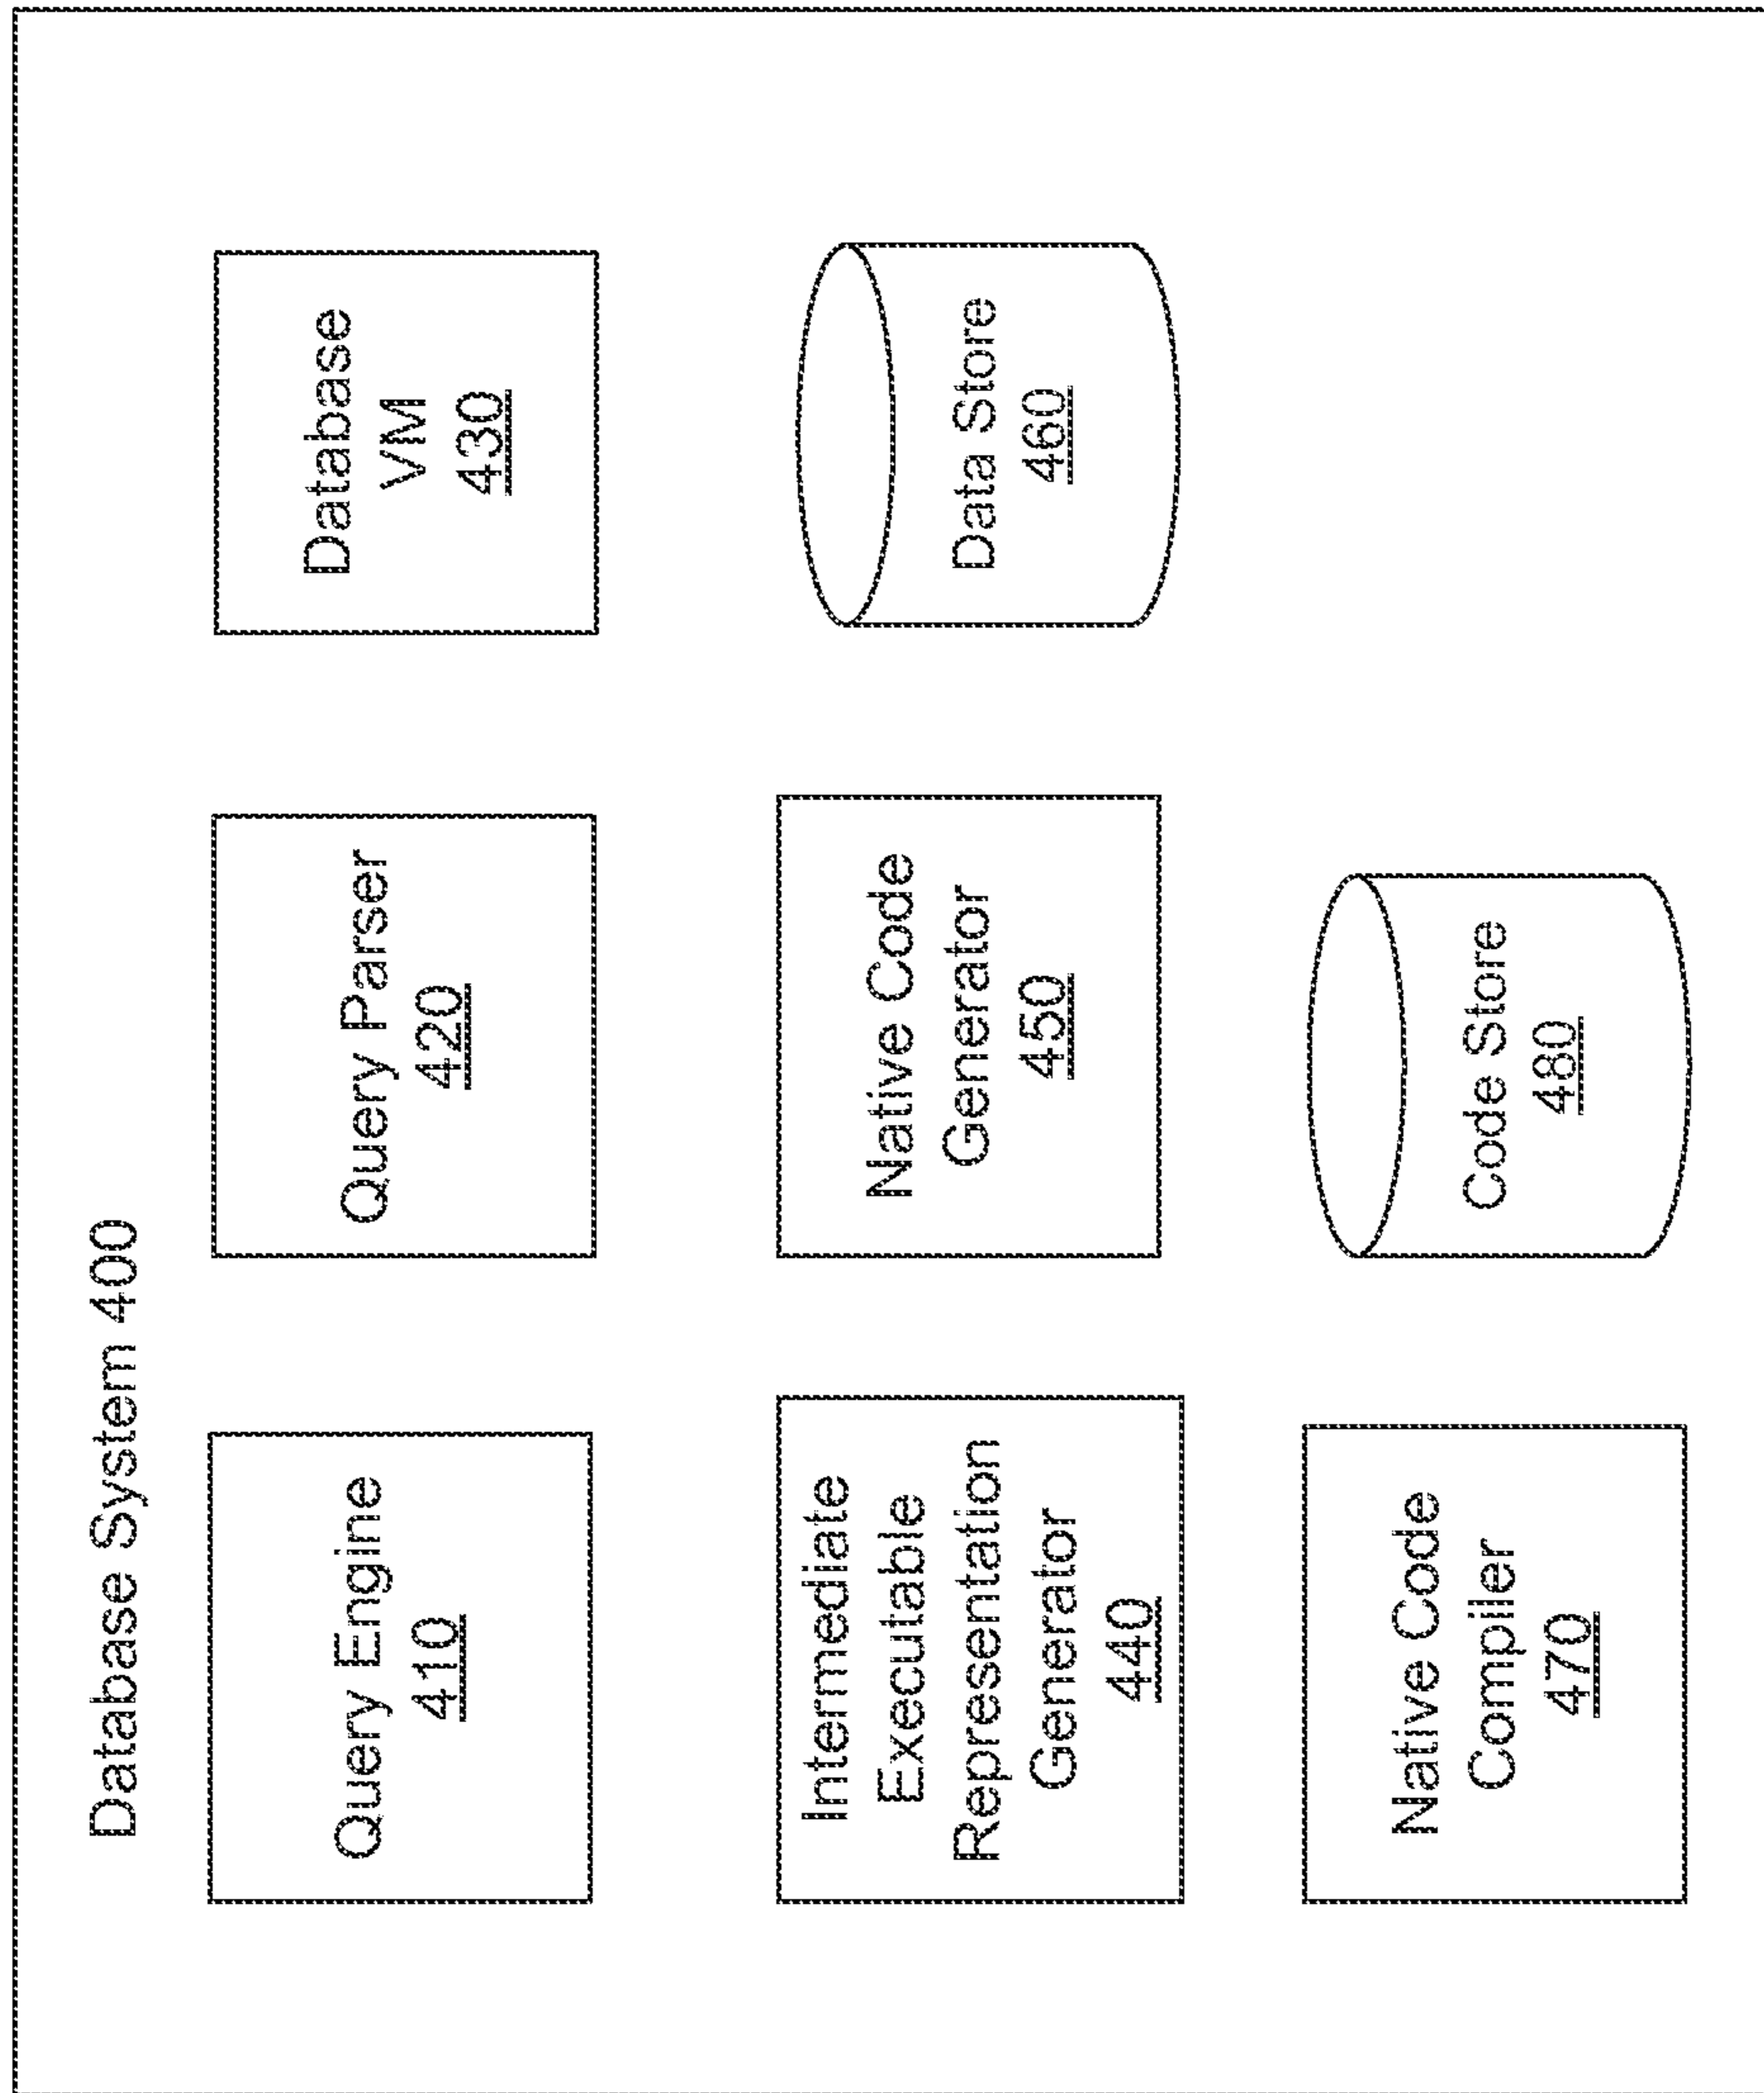 Database System 400
Query Engine
410
Query Parser
420
Database
VM
430
Intermediate
Executable
Representation
Generator
440
Native Code
Generator
450
Data Store
460
Native Code
Compiler
470
Code Store
480